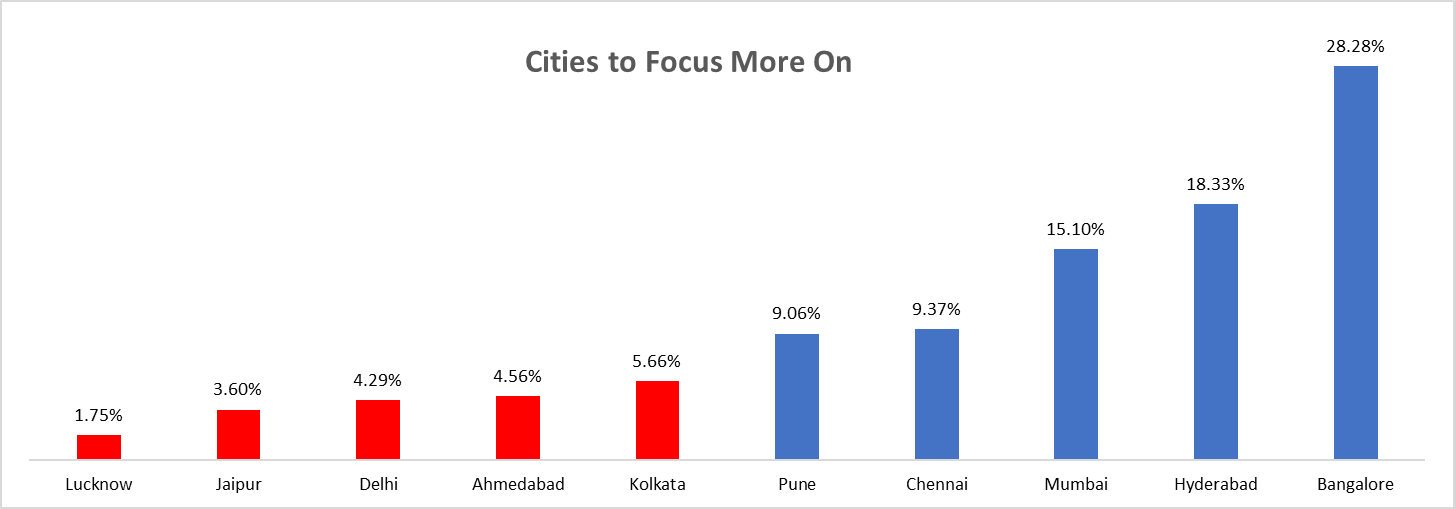 Cities to Focus More On
1.75%
3.60%
4.29%
4.56%
5.66%
9.06%
9.37%
15.10%
18.33%
28.28%
Lucknow
Jaipur
Delhi
Ahmedabad
Kolkata
Pune
Chennai
Mumbai
Hyderabad
Bangalore